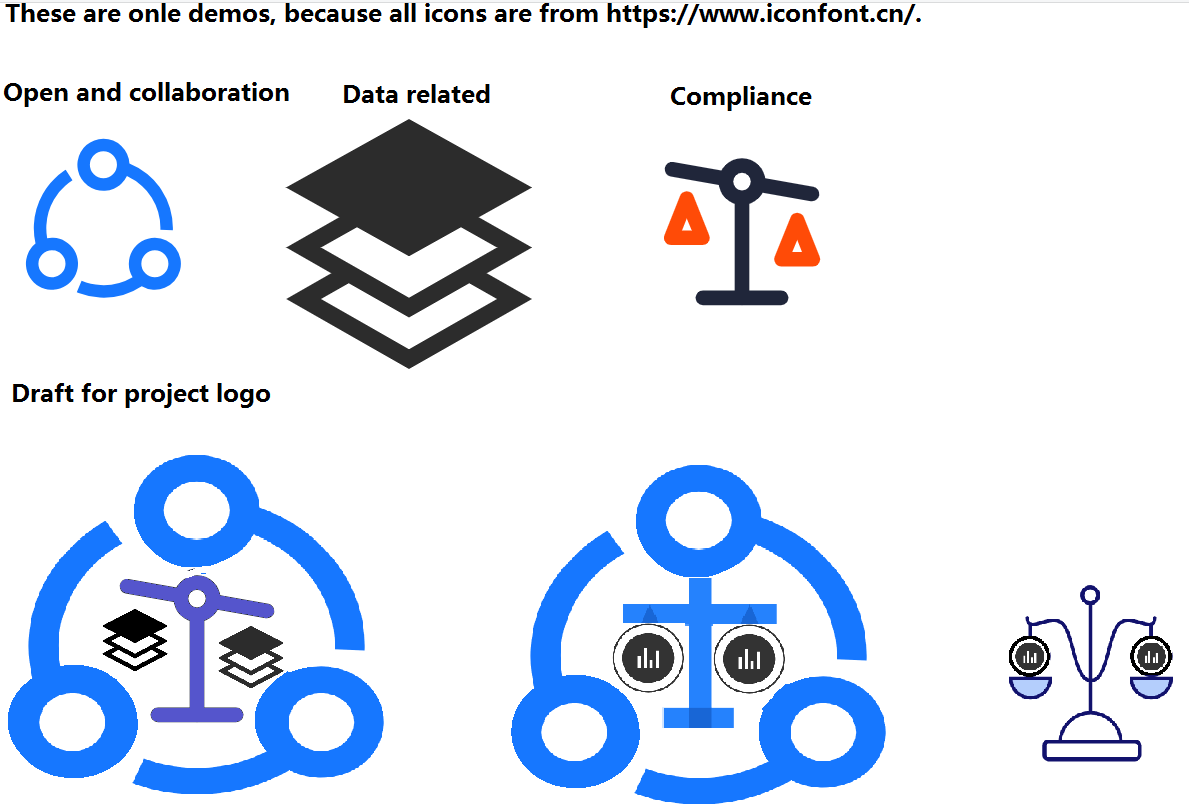 These are onle demos, because all icons are from https://www.iconfont.cn/.
Open and collaboration
Data related
Compliance
Draft for project logo